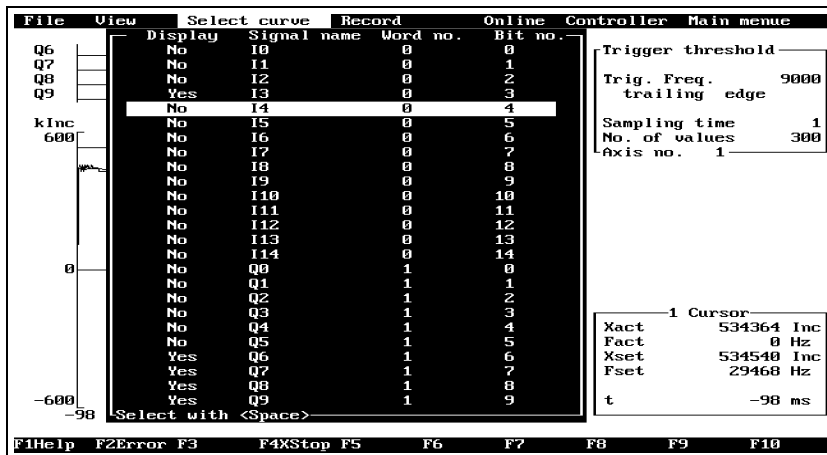 File View Select curve Record Online Controller Main menue
Display Signal name Word no. Bit no.
No I0 0 0
No I1 0 1
No I2 0 2
Yes I3 0 3
No I4 0 4
No I5 0 5
No I6 0 6
No I7 0 7
No I8 0 8
No I9 0 9
No I10 0 10
No I11 0 11
No I12 0 12
No I13 0 13
No I14 0 14
No Q0 1 0
No Q1 1 1
No Q2 1 2
No Q3 1 3
No Q4 1 4
No Q5 1 5
Yes Q6 1 6
Yes Q7 1 7
Yes Q8 1 8
Yes Q9 1 9
Select with <Space>
Q6
Q7
Q8
Q9
kInc
600
0
-600
-98
Trigger threshold
Trig. Freq. 9000
trailing edge
Sampling time 1
No. of values 300
Axis no. 1
1 Cursor
Xact 534364 Inc
Fact 0 Hz
Xset 534540 Inc
Fset 29468 Hz
t -98 ms
F1Help F2Error F3 F4XStop F5 F6 F7 F8 F9 F10